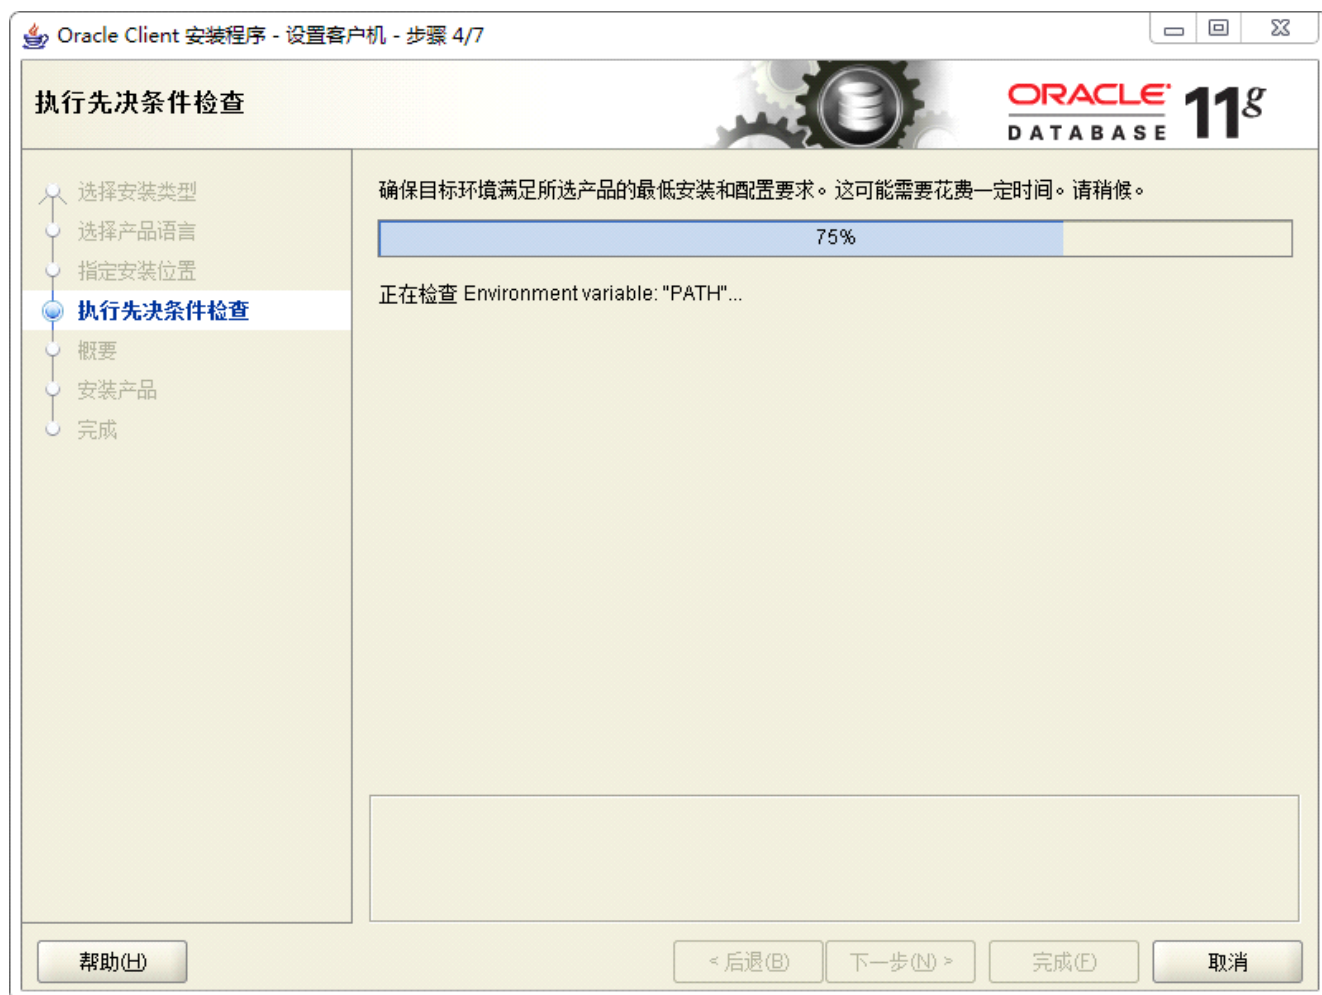 Oracle Client 安装程序 - 设置客户机 - 步骤 4/7
执行先决条件检查
ORACLE DATABASE 11g
选择安装类型
选择产品语言
指定安装位置
执行先决条件检查
概要
安装产品
完成
确保目标环境满足所选产品的最低安装和配置要求。这可能需要花费一定时间。请稍候。
75%
正在检查 Environment variable: "PATH"...
帮助(H)
< 后退(B)
下一步(N) >
完成(F)
取消